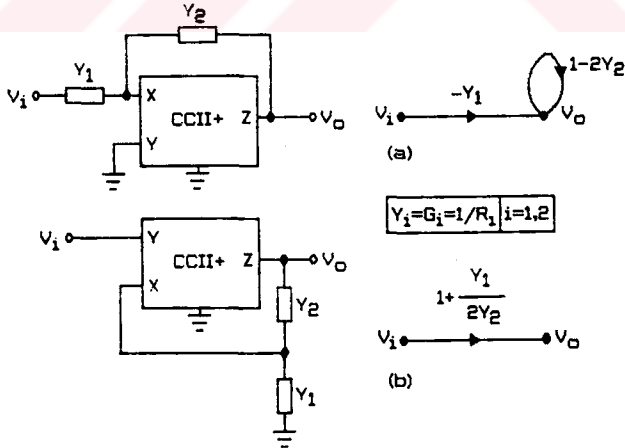 Y2
Y1
1-2Y2
Vi
X
CCII+
Z
Vo
-Y1
Vi
Vo
Y
(a)
Yi=Gi=1/R1 i=1,2
Vi
Y
CCII+
Z
Vo
1+ Y1
2Y2
X
Y2
Vi
Vo
(b)
Y1